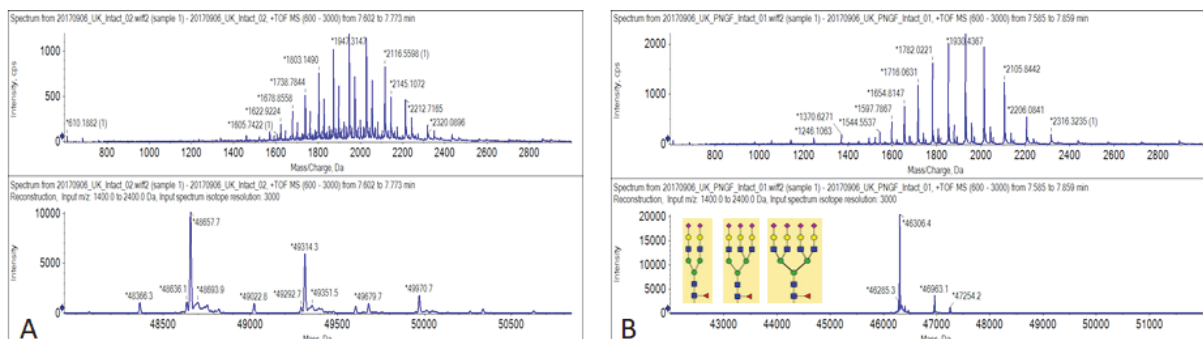 Spectrum from 20170906_UK_Intact_02.wiff2 (sample 1) - 20170906_UK_Intact_02, +TOF MS (600 - 3000) from 7.602 to 7.773 min
Intensity, cps
1000
500
0
*610.1882 (1)
*1605.7422 (1)
*1622.9224
*1678.8558
*1738.7844
*1803.1490
*1947.3147
*2116.5598 (1)
*2145.1072
*2212.7165
*2320.0896
800 1000 1200 1400 1600 1800 2000 2200 2400 2600 2800
Mass/Charge, Da
Spectrum from 20170906_UK_Intact_02.wiff2 (sample 1) - 20170906_UK_Intact_02, +TOF MS (600 - 3000) from 7.602 to 7.773 min
Reconstruction, Input m/z: 1400.0 to 2400.0 Da, Input spectrum isotope resolution: 3000
Intensity
10000
5000
0
*48366.3
*48636.1
*48657.7
*48693.9
*49022.8
*49292.7
*49314.3
*49351.5
*49679.7
*49970.7
48500 49000 49500 50000 50500
Mass, Da
A
Spectrum from 20170906_UK_PNGF_Intact_01.wiff2 (sample 1) - 20170906_UK_PNGF_Intact_01, +TOF MS (600 - 3000) from 7.585 to 7.859 min
Intensity, cps
2000
1000
0
*1246.1063
*1370.6271
*1544.5537
*1597.7867
*1654.8147
*1716.0631
*1782.0221
*1930.4367
*2105.8442
*2206.0841
*2316.3235 (1)
800 1000 1200 1400 1600 1800 2000 2200 2400 2600 2800
Mass/Charge, Da
Spectrum from 20170906_UK_PNGF_Intact_01.wiff2 (sample 1) - 20170906_UK_PNGF_Intact_01, +TOF MS (600 - 3000) from 7.585 to 7.859 min
Reconstruction, Input m/z: 1400.0 to 2400.0 Da, Input spectrum isotope resolution: 3000
Intensity
20000
15000
10000
5000
0
*46285.3
*46306.4
*46963.1
*47254.2
43000 44000 45000 46000 47000 48000 49000 50000 51000
Mass, Da
B